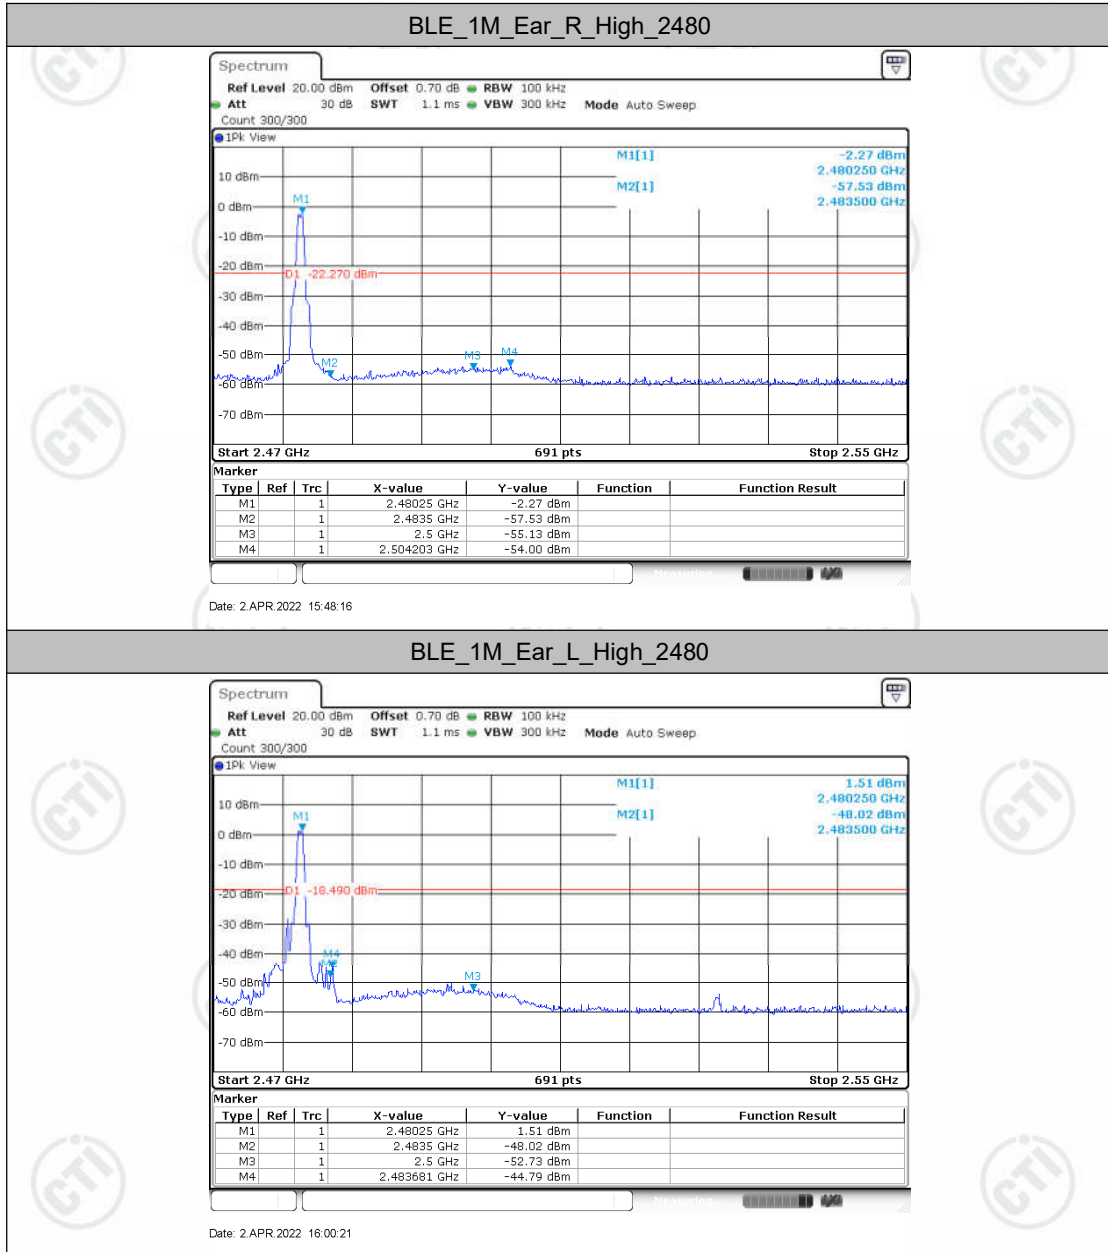 BLE_1M_Ear_R_High_2480
Spectrum
Ref Level 20.00 dBm Offset 0.70 dB RBW 100 kHz
Att 30 dB SWT 1.1 ms VBW 300 kHz Mode Auto Sweep
Count 300/300
1Pk View
M1[1] -2.27 dBm
2.480250 GHz
M2[1] -57.53 dBm
2.483500 GHz
10 dBm
M1
0 dBm
-10 dBm
-20 dBm
D1 -22.270 dBm
-30 dBm
-40 dBm
-50 dBm
M2 M3 M4
-60 dBm
-70 dBm
Start 2.47 GHz 691 pts Stop 2.55 GHz
Marker
Type Ref Trc X-value Y-value Function Function Result
M1 1 2.48025 GHz -2.27 dBm
M2 1 2.4835 GHz -57.53 dBm
M3 1 2.5 GHz -55.13 dBm
M4 1 2.504203 GHz -54.00 dBm
Measuring...
Date: 2.APR.2022 15:48:16
BLE_1M_Ear_L_High_2480
Spectrum
Ref Level 20.00 dBm Offset 0.70 dB RBW 100 kHz
Att 30 dB SWT 1.1 ms VBW 300 kHz Mode Auto Sweep
Count 300/300
1Pk View
M1[1] 1.51 dBm
2.480250 GHz
M2[1] -48.02 dBm
2.483500 GHz
10 dBm
M1
0 dBm
-10 dBm
-20 dBm
D1 -18.490 dBm
-30 dBm
-40 dBm
M4
M2
M3
-50 dBm
-60 dBm
-70 dBm
Start 2.47 GHz 691 pts Stop 2.55 GHz
Marker
Type Ref Trc X-value Y-value Function Function Result
M1 1 2.48025 GHz 1.51 dBm
M2 1 2.4835 GHz -48.02 dBm
M3 1 2.5 GHz -52.73 dBm
M4 1 2.483681 GHz -44.79 dBm
Measuring...
Date: 2.APR.2022 16:00:21
CTI
CTI
CTI
CTI
CTI
CTI
CTI
CTI